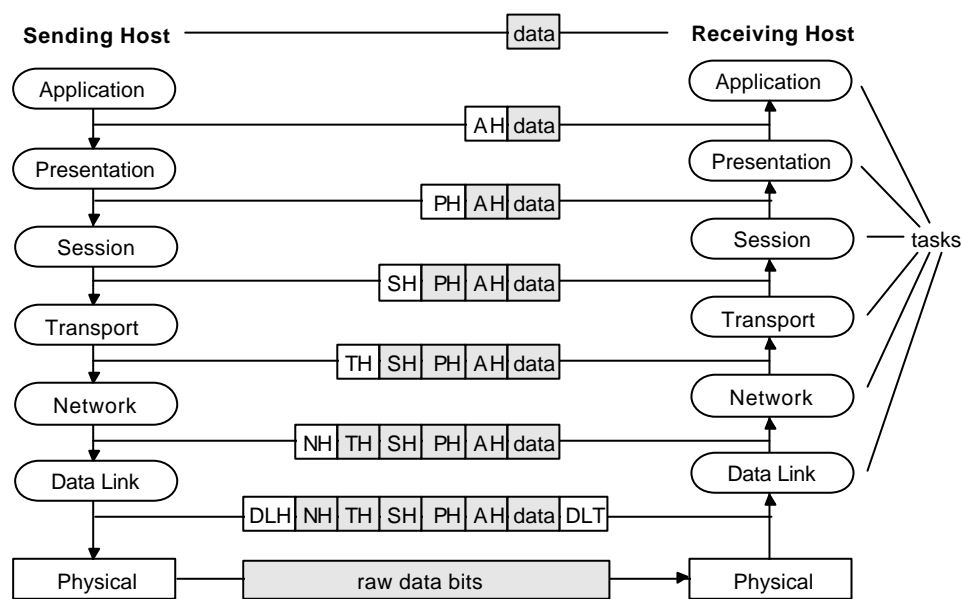 Sending Host data Receiving Host
Application Application
AH data
Presentation Presentation
PH AH data
Session Session tasks
SH PH AH data
Transport Transport
TH SH PH AH data
Network Network
NH TH SH PH AH data
Data Link Data Link
DLH NH TH SH PH AH data DLT
Physical raw data bits Physical